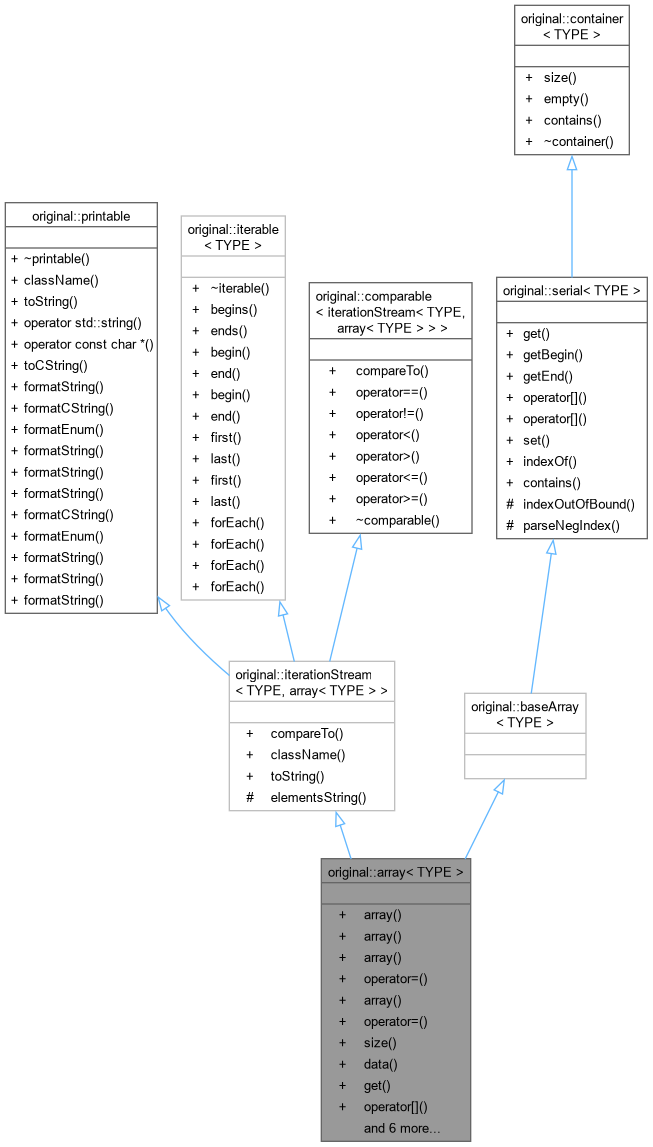 original::container
< TYPE >
+ size()
+ empty()
+ contains()
+ ~container()
original::printable
+ ~printable()
+ className()
+ toString()
+ operator std::string()
+ operator const char *()
+ toCString()
+ formatString()
+ formatCString()
+ formatEnum()
+ formatString()
+ formatString()
+ formatString()
+ formatCString()
+ formatEnum()
+ formatString()
+ formatString()
+ formatString()
original::iterable
< TYPE >
+ ~iterable()
+ begins()
+ ends()
+ begin()
+ end()
+ begin()
+ end()
+ first()
+ last()
+ first()
+ last()
+ forEach()
+ forEach()
+ forEach()
+ forEach()
original::comparable
< iterationStream< TYPE,
array< TYPE > > >
+ compareTo()
+ operator==()
+ operator!=()
+ operator<()
+ operator>()
+ operator<=()
+ operator>=()
+ ~comparable()
original::serial< TYPE >
+ get()
+ getBegin()
+ getEnd()
+ operator[]()
+ operator[]()
+ set()
+ indexOf()
+ contains()
# indexOutOfBound()
# parseNegIndex()
original::iterationStream
< TYPE, array< TYPE > >
+ compareTo()
+ className()
+ toString()
# elementsString()
original::baseArray
< TYPE >
original::array< TYPE >
+ array()
+ array()
+ array()
+ operator=()
+ array()
+ operator=()
+ size()
+ data()
+ get()
+ operator[]()
and 6 more...